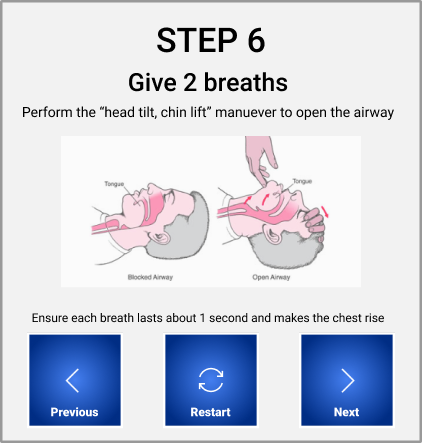 STEP 6
Give 2 breaths
Perform the “head tilt, chin lift” manuever to open the airway
Tongue
Tongue
Blocked Airway
Open Airway
Ensure each breath lasts about 1 second and makes the chest rise
Previous
Restart
Next